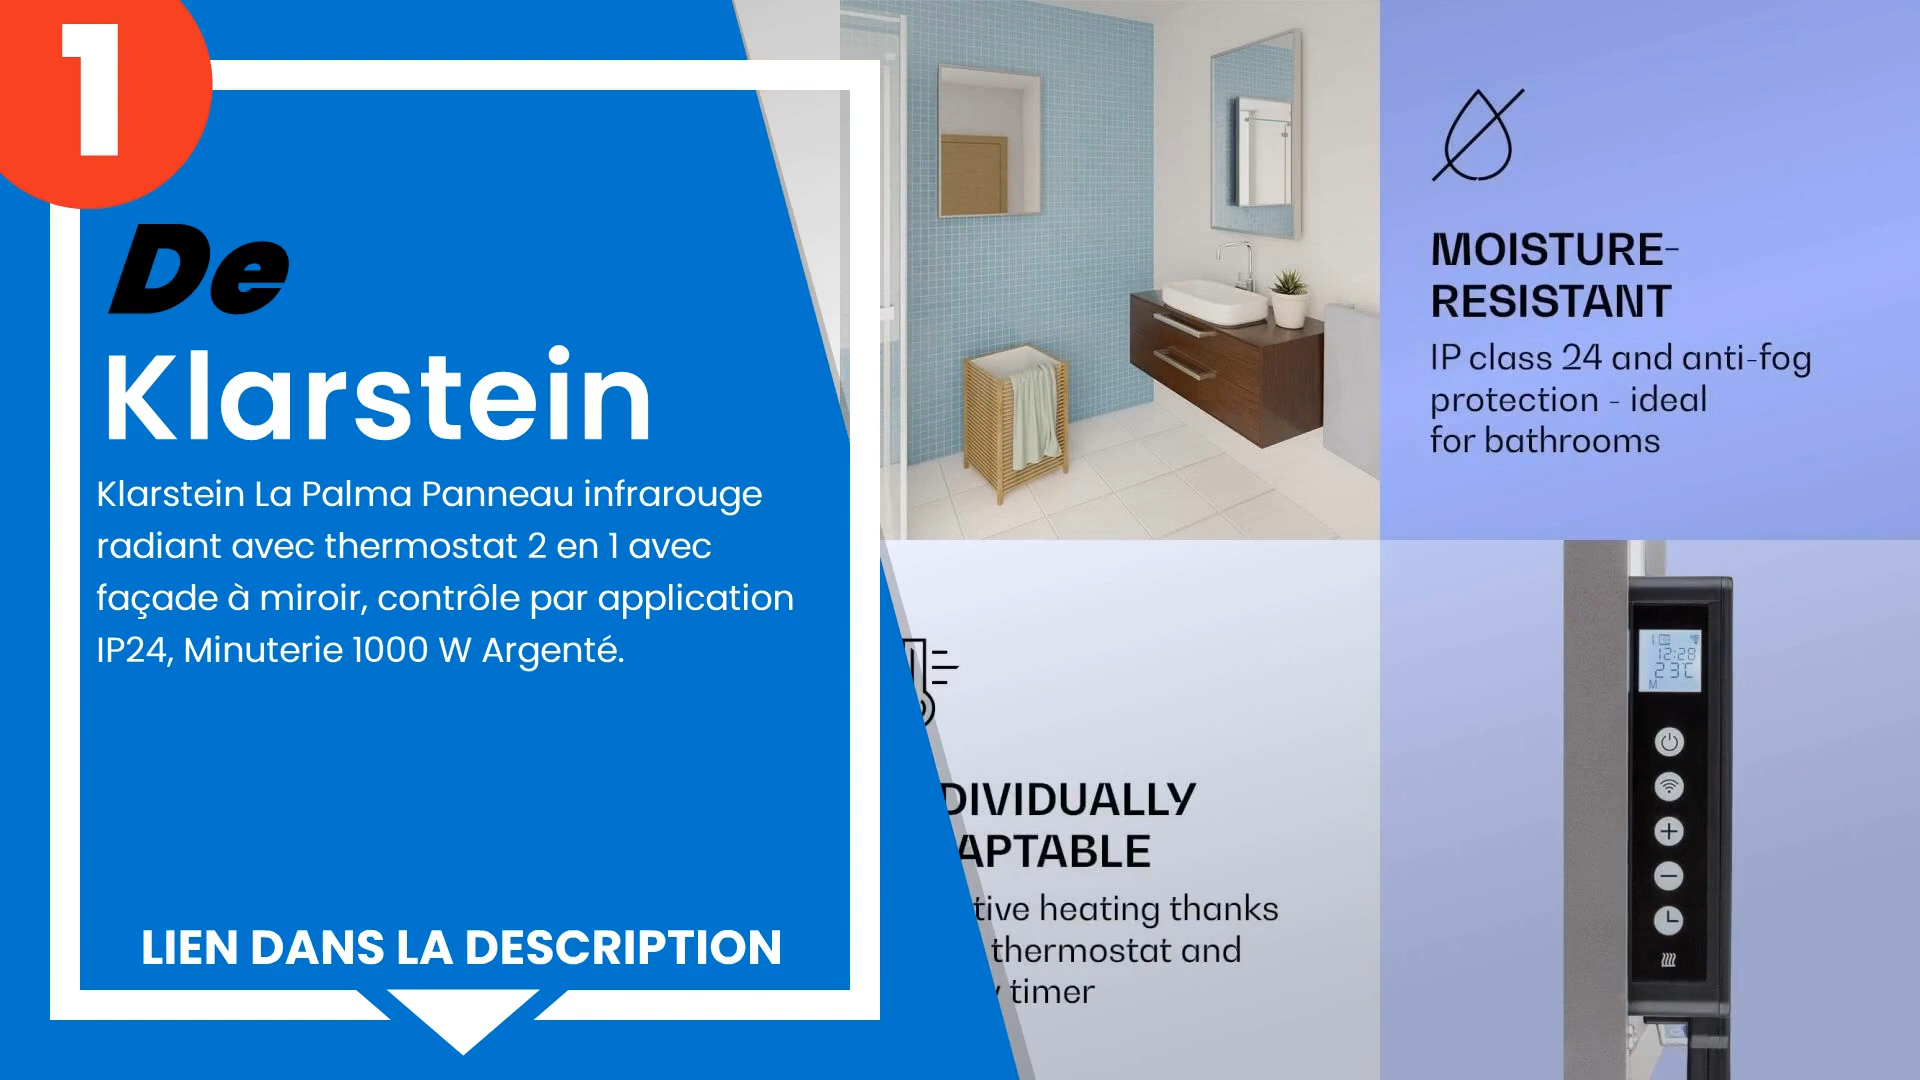 1
De
Klarstein
Klarstein La Palma Panneau infrarouge
radiant avec thermostat 2 en 1 avec
façade à miroir, contrôle par application
IP24, Minuterie 1000 W Argenté.
LIEN DANS LA DESCRIPTION
MOISTURE-
RESISTANT
IP class 24 and anti-fog
protection - ideal
for bathrooms
DIVIDUALLY
APTABLE
tive heating thanks
thermostat and
timer
12:28
23°C
M